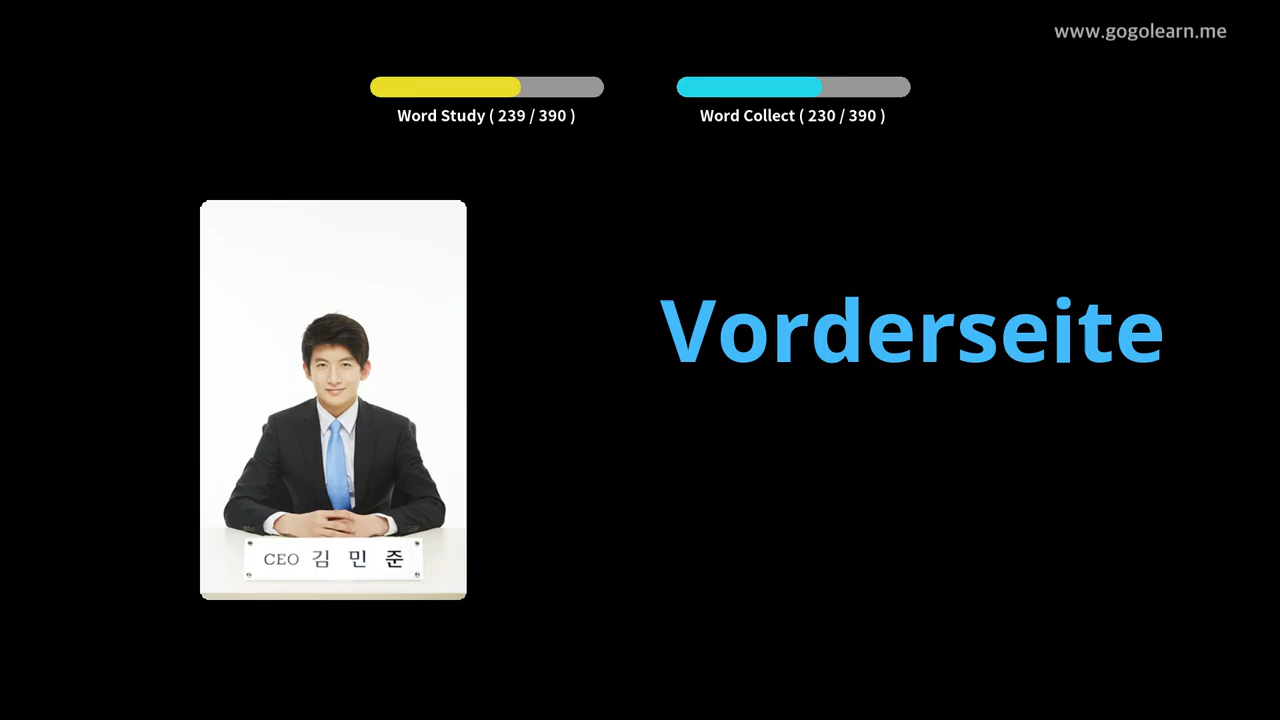 www.gogolearn.me
Word Study ( 239 / 390 )
Word Collect ( 230 / 390 )
Vorderseite
CEO 김 민 준